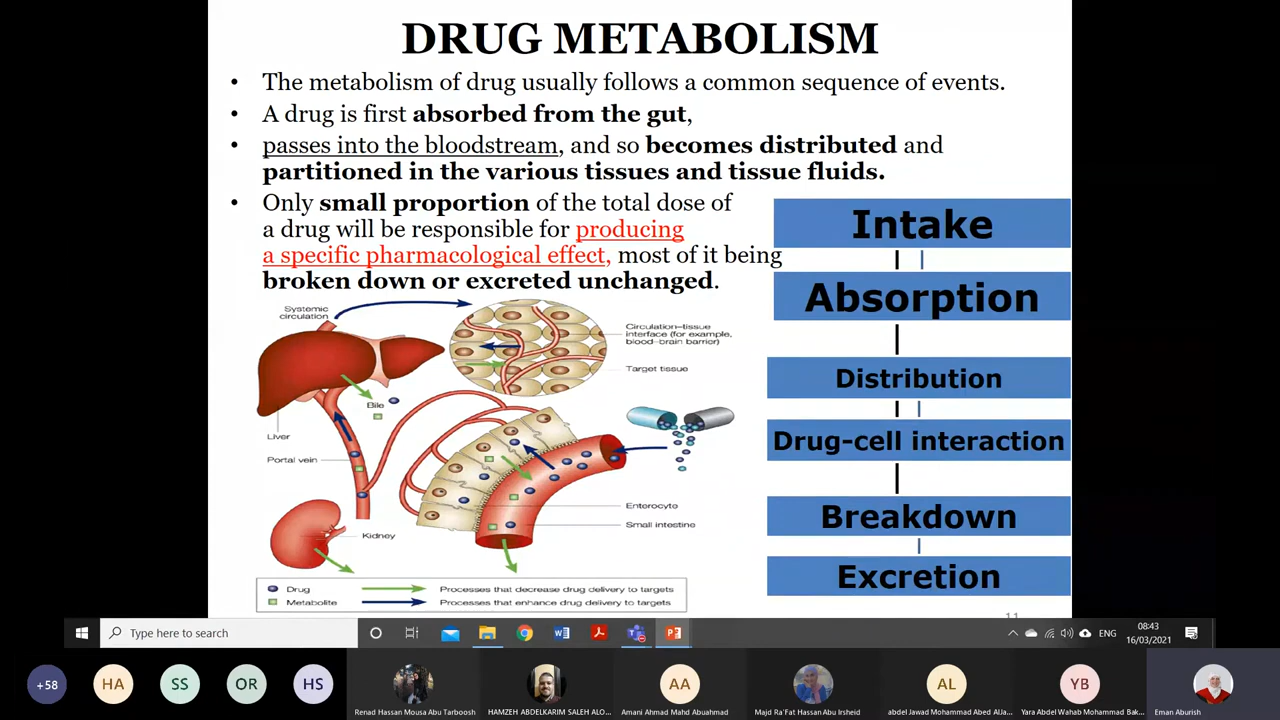 DRUG METABOLISM
• The metabolism of drug usually follows a common sequence of events.
• A drug is first absorbed from the gut,
• passes into the bloodstream, and so becomes distributed and
partitioned in the various tissues and tissue fluids.
• Only small proportion of the total dose of
a drug will be responsible for producing
a specific pharmacological effect, most of it being
broken down or excreted unchanged.
Intake
Absorption
Distribution
Drug-cell interaction
Breakdown
Excretion
Systemic
circulation
Circulation–tissue
interface (for example,
blood–brain barrier)
Target tissue
Bile
Liver
Portal vein
Enterocyte
Small intestine
Kidney
Drug
Processes that decrease drug delivery to targets
Metabolite
Processes that enhance drug delivery to targets
11
Type here to search
ENG
08:43
16/03/2021
+58
HA
SS
OR
HS
AA
AL
YB
Renad Hassan Mousa Abu Tarboosh
HAMZEH ABDELKARIM SALEH ALO...
Amani Ahmad Mahd Abuahmad
Majd Ra'Fat Hassan Abu Irsheid
abdel Jawad Mohammad Abed AlJa...
Yara Abdel Wahab Mohammad Bak...
Eman Aburish